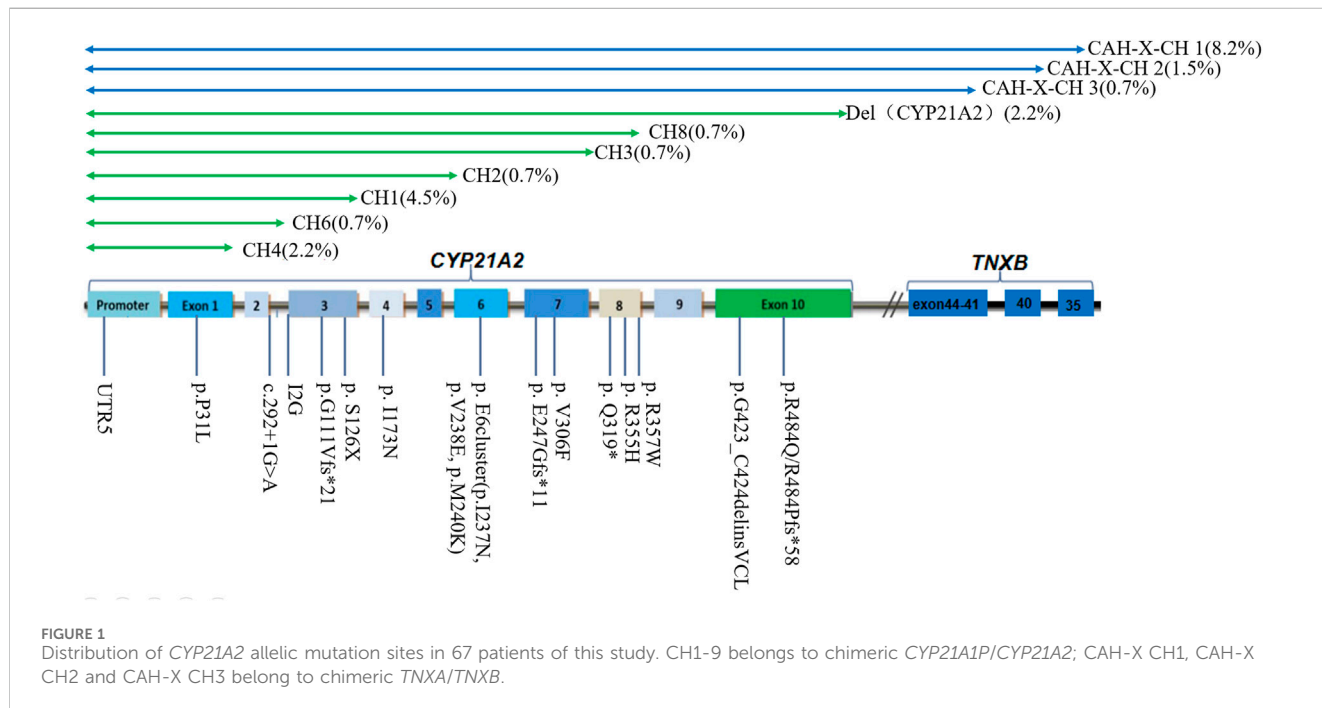 CAH-X-CH 1(8.2%)
CAH-X-CH 2(1.5%)
CAH-X-CH 3(0.7%)
Del（CYP21A2）(2.2%)
CH8(0.7%)
CH3(0.7%)
CH2(0.7%)
CH1(4.5%)
CH6(0.7%)
CH4(2.2%)
CYP21A2
TNXB
Promoter
Exon 1
2
3
4
5
6
7
8
9
Exon 10
//
exon44-41
40
35
UTR5
p.P31L
c.292+1G>A
I2G
p.G111Vfs*21
p. S126X
p. I173N
p. E6cluster(p.I237N,
p.V238E, p.M240K)
p. E247Gfs*11
p. V306F
p. Q319*
p. R355H
p. R357W
p.G423_C424delinsVCL
p.R484Q/R484Pfs*58
FIGURE 1
Distribution of CYP21A2 allelic mutation sites in 67 patients of this study. CH1-9 belongs to chimeric CYP21A1P/CYP21A2; CAH-X CH1, CAH-X
CH2 and CAH-X CH3 belong to chimeric TNXA/TNXB.